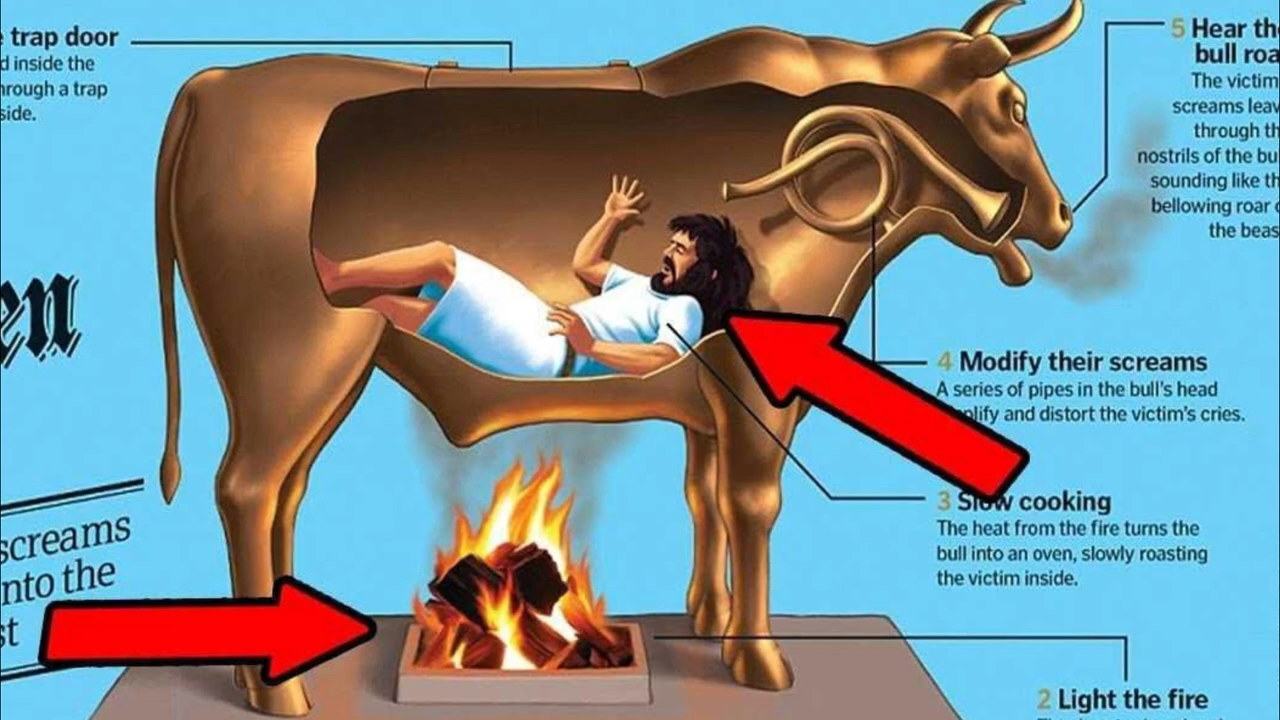 trap door
d inside the
hrough a trap
side.
en
screams
nto the
st
5 Hear th
bull roa
The victim
screams leav
through th
nostrils of the bu
sounding like th
bellowing roar o
the beas
4 Modify their screams
A series of pipes in the bull's head
plify and distort the victim's cries.
3 Slow cooking
The heat from the fire turns the
bull into an oven, slowly roasting
the victim inside.
2 Light the fire